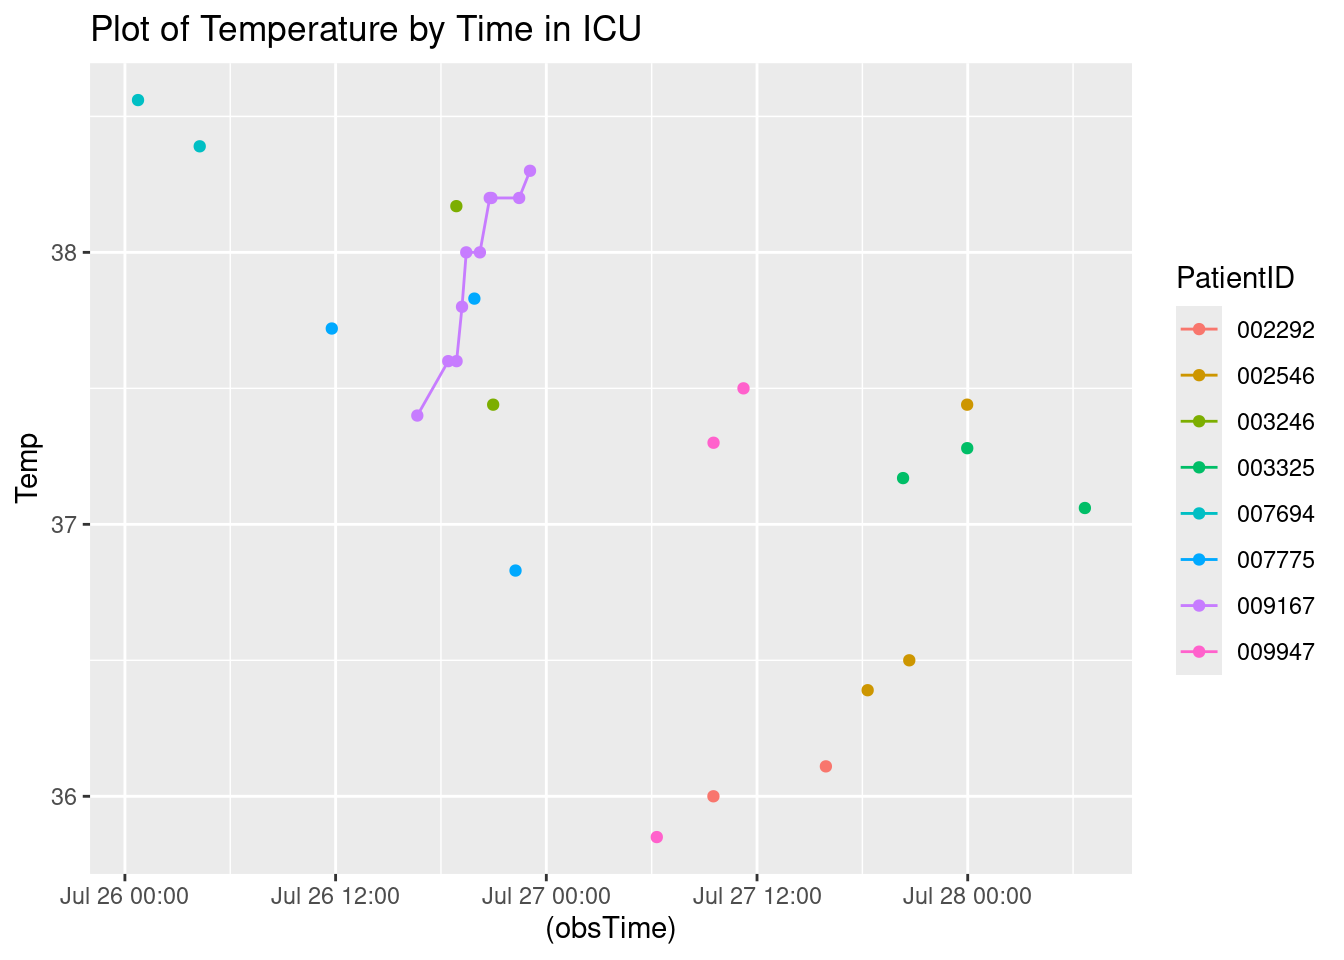 Plot of Temperature by Time in ICU
38
37
36
Temp
Jul 26 00:00
Jul 26 12:00
Jul 27 00:00
Jul 27 12:00
Jul 28 00:00
(obsTime)
PatientID
002292
002546
003246
003325
007694
007775
009167
009947